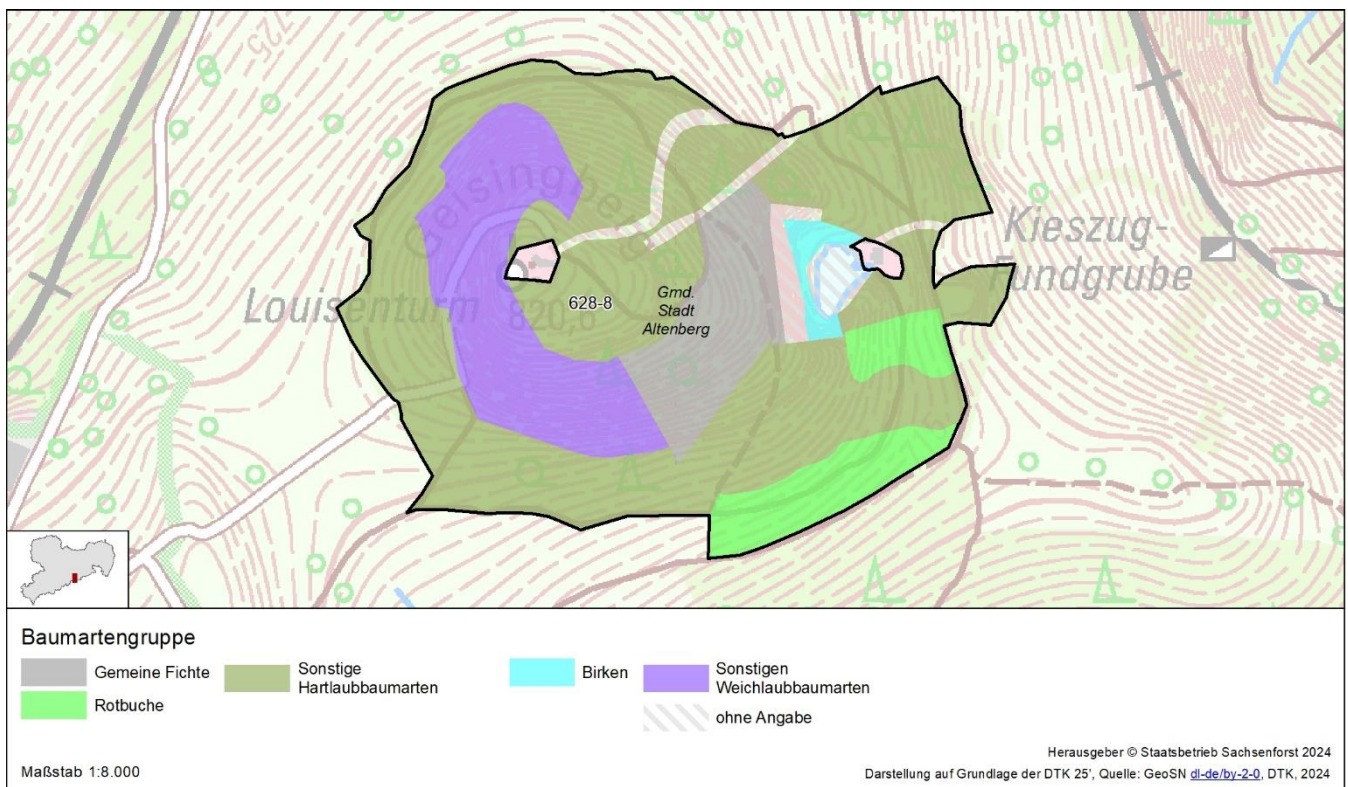 725
Geisingberg
Kieszug-
Fundgrube
Louisenturm
820,6
628-8
Gmd.
Stadt
Altenberg
Baumartengruppe
Gemeine Fichte
Rotbuche
Sonstige
Hartlaubbaumarten
Birken
Sonstigen
Weichlaubbaumarten
ohne Angabe
Maßstab 1:8.000
Herausgeber © Staatsbetrieb Sachsenforst 2024
Darstellung auf Grundlage der DTK 25', Quelle: GeoSN dl-de/by-2-0, DTK, 2024